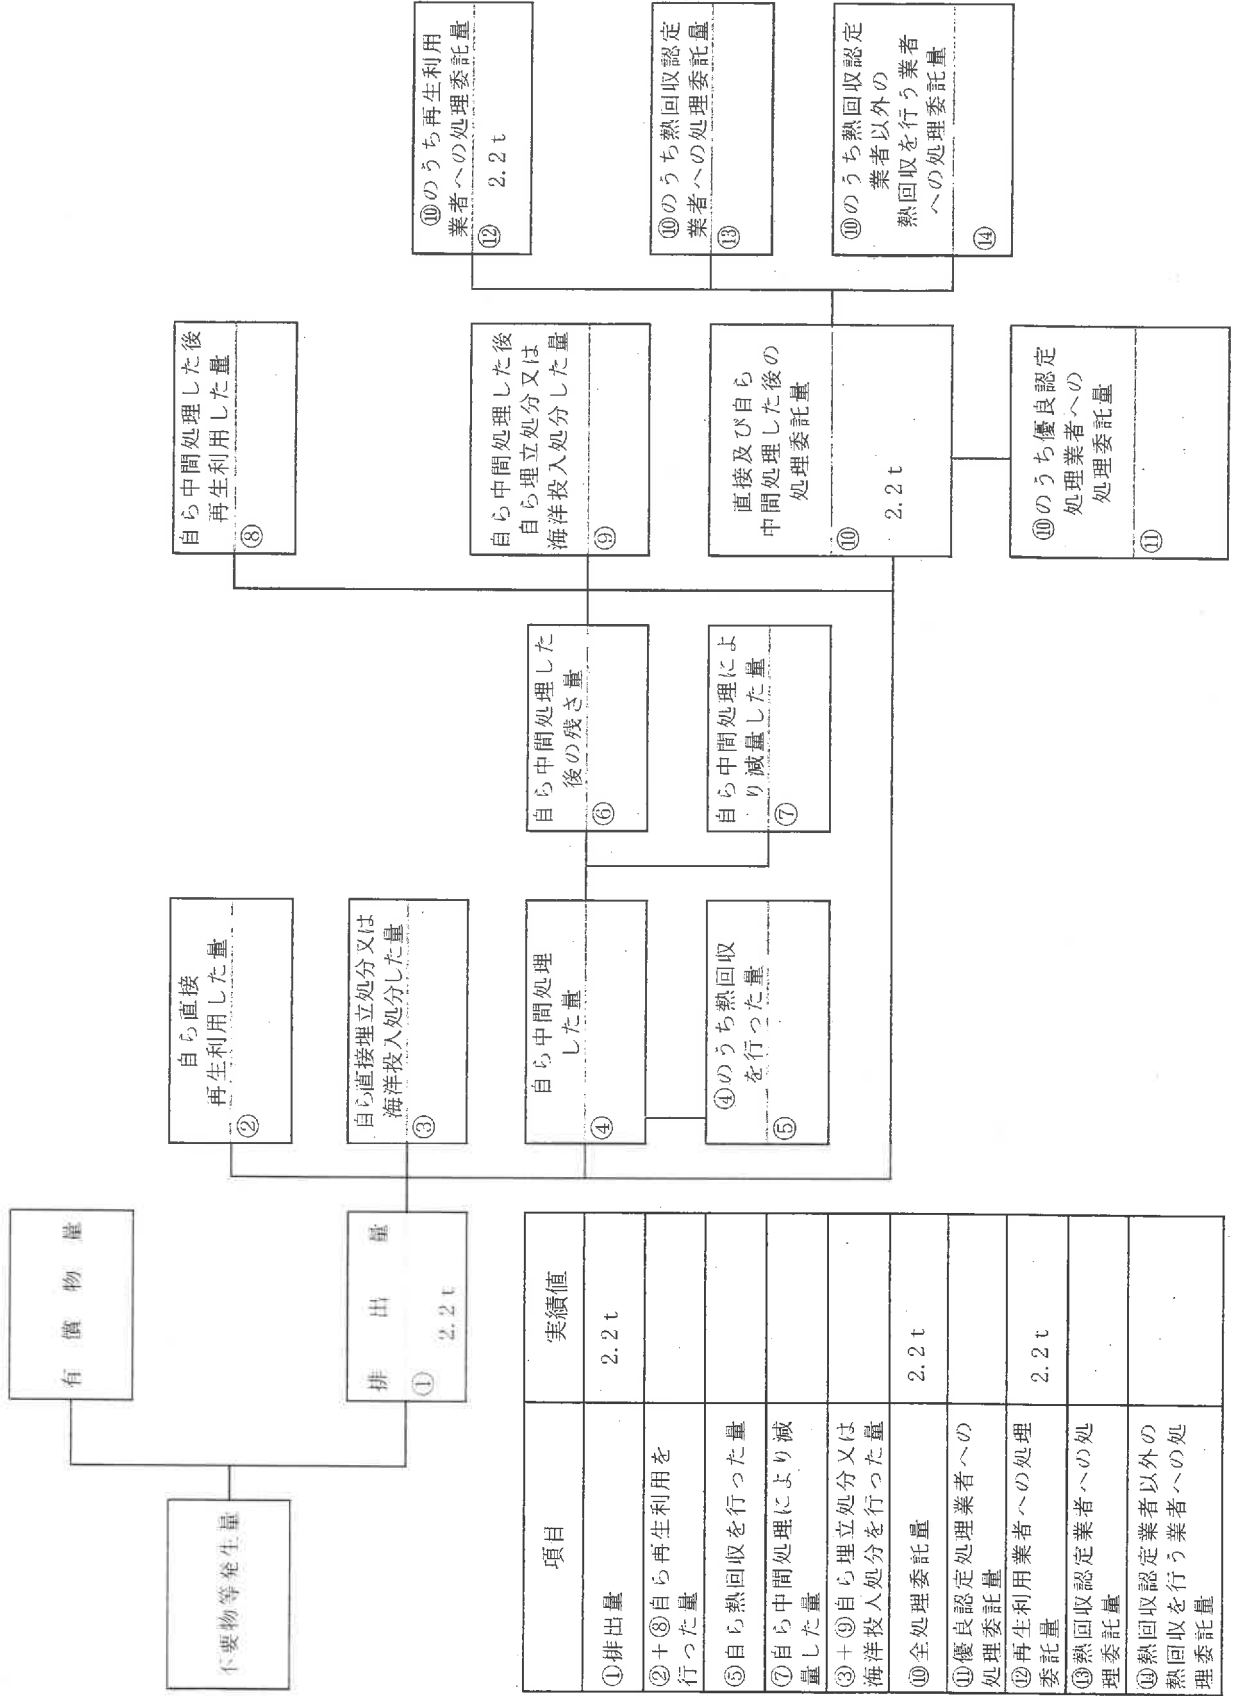 不要物等発生量
有償物量
排出量
①
2.2t
自ら直接
再生利用した量
②
自ら直接埋立処分又は
海洋投入処分した量
③
自ら中間処理
した量
④
④のうち熱回収
を行った量
⑤
自ら中間処理した
後の残さ量
⑥
自ら中間処理によ
り減量した量
⑦
自ら中間処理した後
再生利用した量
⑧
自ら中間処理した後
自ら埋立処分又は
海洋投入処分した量
⑨
直接及び自ら
中間処理した後の
処理委託量
⑩
2.2t
⑩のうち優良認定
処理業者への
処理委託量
⑪
⑩のうち再生利用
業者への処理委託量
⑫
2.2t
⑩のうち熱回収認定
業者への処理委託量
⑬
⑩のうち熱回収認定
業者以外の
熱回収を行う業者
への処理委託量
⑭
項目 実績値
①排出量 2.2t
②+⑧自ら再生利用を
行った量
⑤自ら熱回収を行った量
⑦自ら中間処理により減
量した量
③+⑨自ら埋立処分又は
海洋投入処分を行った量
⑩全処理委託量 2.2t
⑪優良認定処理業者への
処理委託量
⑫再生利用業者への処理
委託量 2.2t
⑬熱回収認定業者への処
理委託量
⑭熱回収認定業者以外の
熱回収を行う業者への処
理委託量